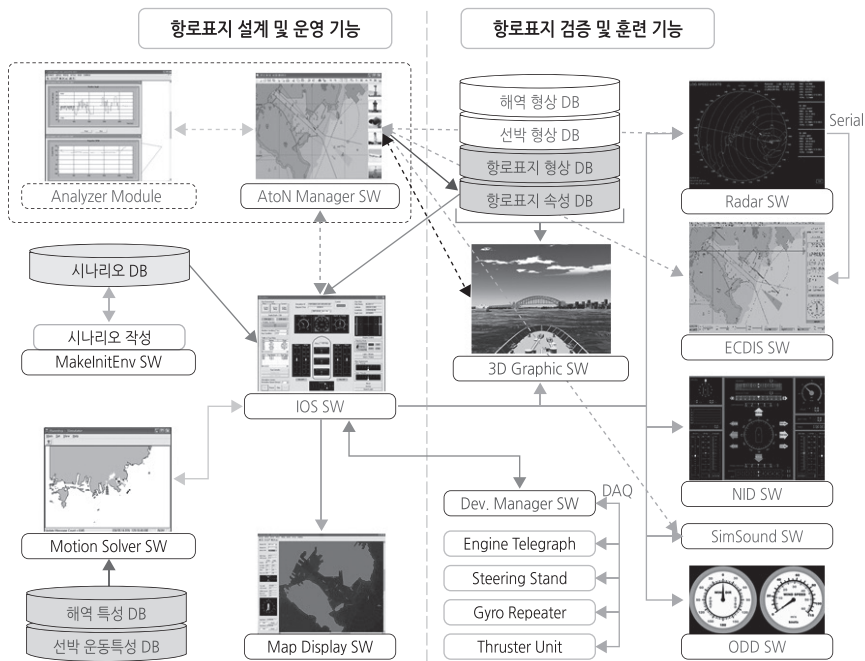 항로표지 설계 및 운영 기능
항로표지 검증 및 훈련 기능
Analyzer Module
AtoN Manager SW
해역 형상 DB
선박 형상 DB
항로표지 형상 DB
항로표지 속성 DB
Radar SW
Serial
시나리오 DB
시나리오 작성
MakeInitEnv SW
IOS SW
3D Graphic SW
ECDIS SW
Motion Solver SW
해역 특성 DB
선박 운동특성 DB
Map Display SW
Dev. Manager SW
DAQ
Engine Telegraph
Steering Stand
Gyro Repeater
Thruster Unit
NID SW
SimSound SW
ODD SW